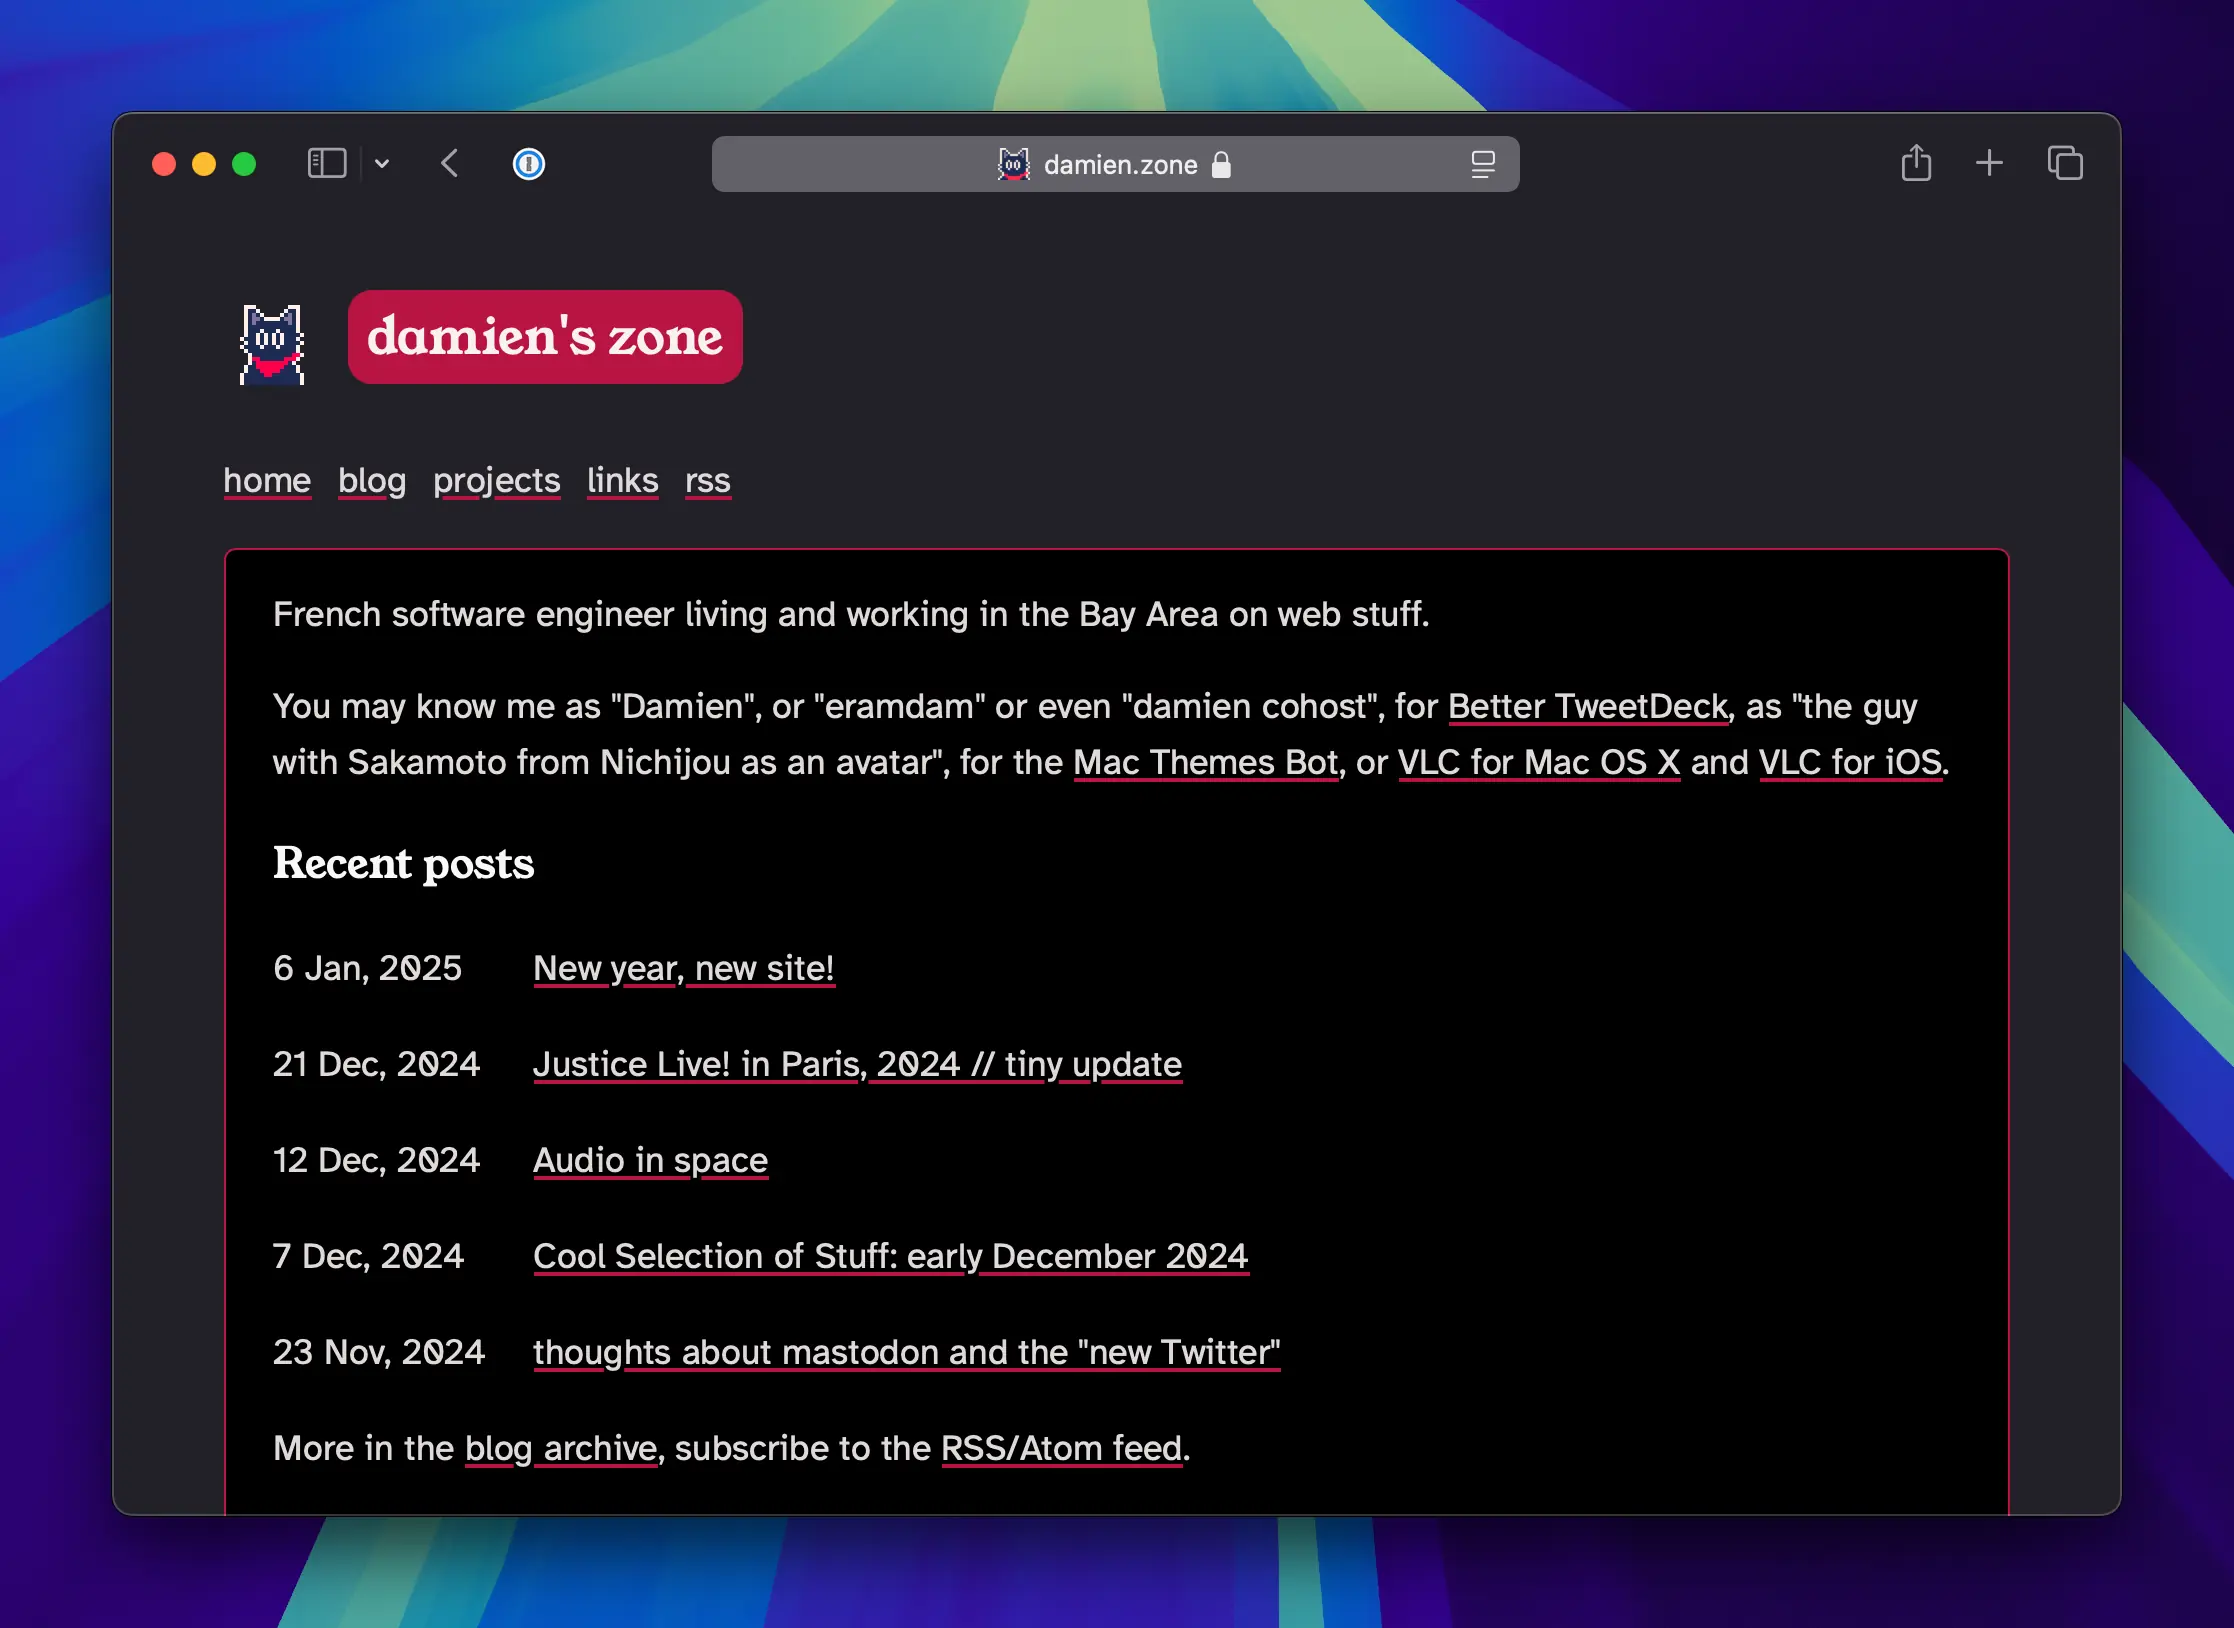 damien.zone
damien's zone
home blog projects links rss
French software engineer living and working in the Bay Area on web stuff.
You may know me as "Damien", or "eramdam" or even "damien cohost", for Better TweetDeck, as "the guy
with Sakamoto from Nichijou as an avatar", for the Mac Themes Bot, or VLC for Mac OS X and VLC for iOS.
Recent posts
6 Jan, 2025 New year, new site!
21 Dec, 2024 Justice Live! in Paris, 2024 // tiny update
12 Dec, 2024 Audio in space
7 Dec, 2024 Cool Selection of Stuff: early December 2024
23 Nov, 2024 thoughts about mastodon and the "new Twitter"
More in the blog archive, subscribe to the RSS/Atom feed.